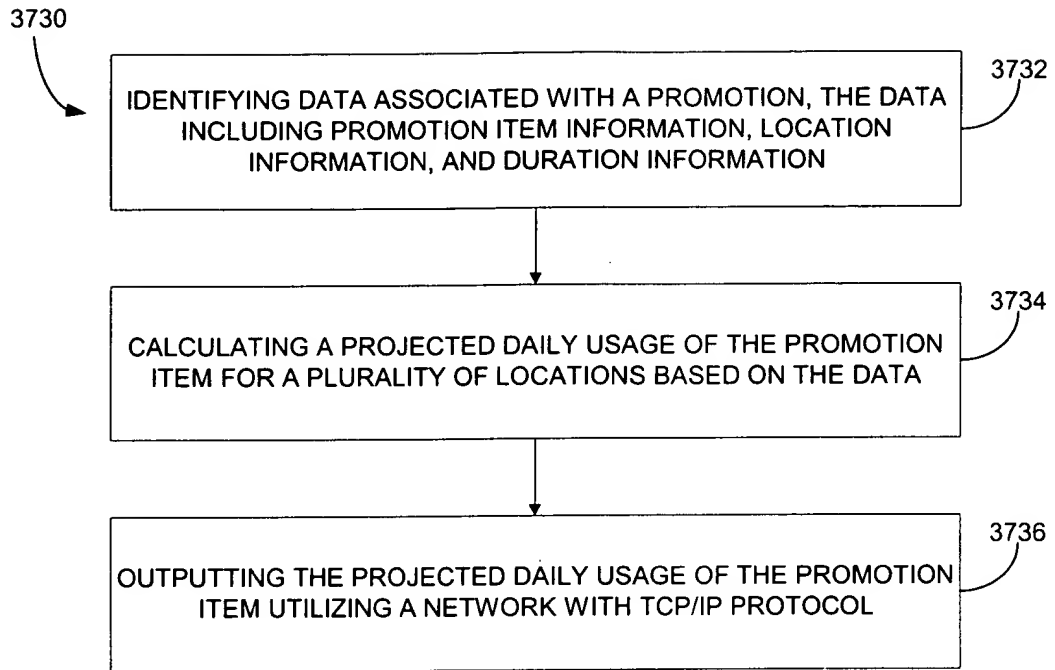 3730
3732
IDENTIFYING DATA ASSOCIATED WITH A PROMOTION, THE DATA
INCLUDING PROMOTION ITEM INFORMATION, LOCATION
INFORMATION, AND DURATION INFORMATION
3734
CALCULATING A PROJECTED DAILY USAGE OF THE PROMOTION
ITEM FOR A PLURALITY OF LOCATIONS BASED ON THE DATA
3736
OUTPUTTING THE PROJECTED DAILY USAGE OF THE PROMOTION
ITEM UTILIZING A NETWORK WITH TCP/IP PROTOCOL